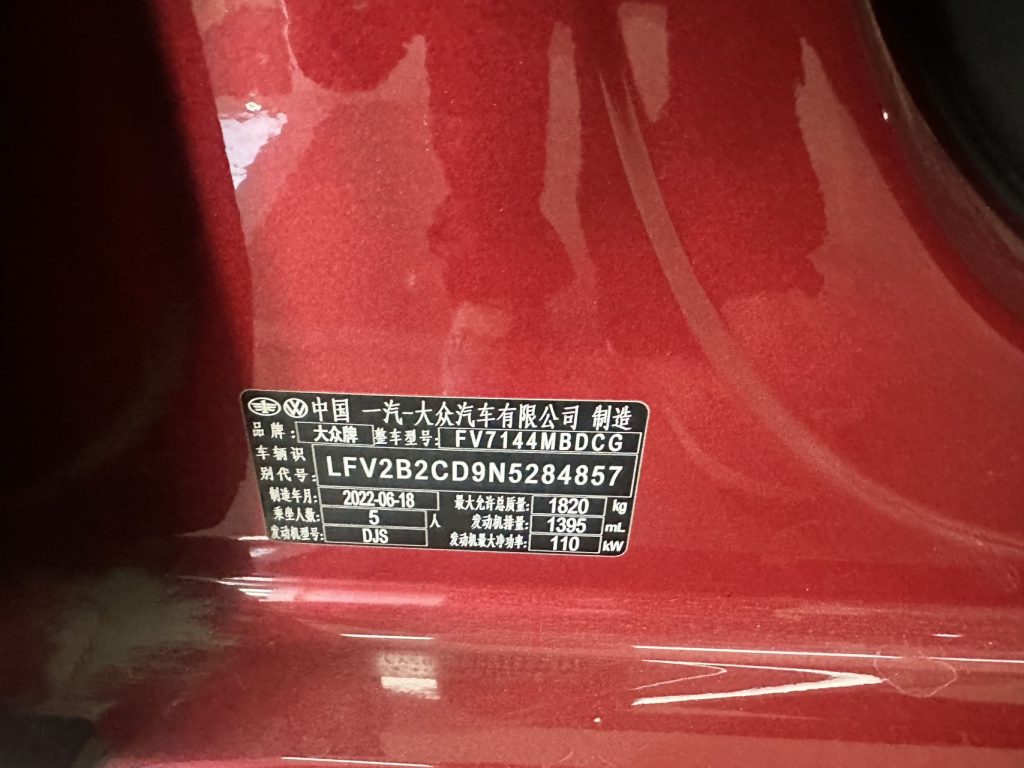 中国 一汽-大众汽车有限公司 制造
品牌: 大众牌 整车型号: FV7144MBDCG
车辆识别代号: LFV2B2CD9N5284857
制造年月: 2022-06-18 最大允许总质量: 1820 kg
乘坐人数: 5 人 发动机排量: 1395 mL
发动机型号: DJS 发动机最大净功率: 110 kW